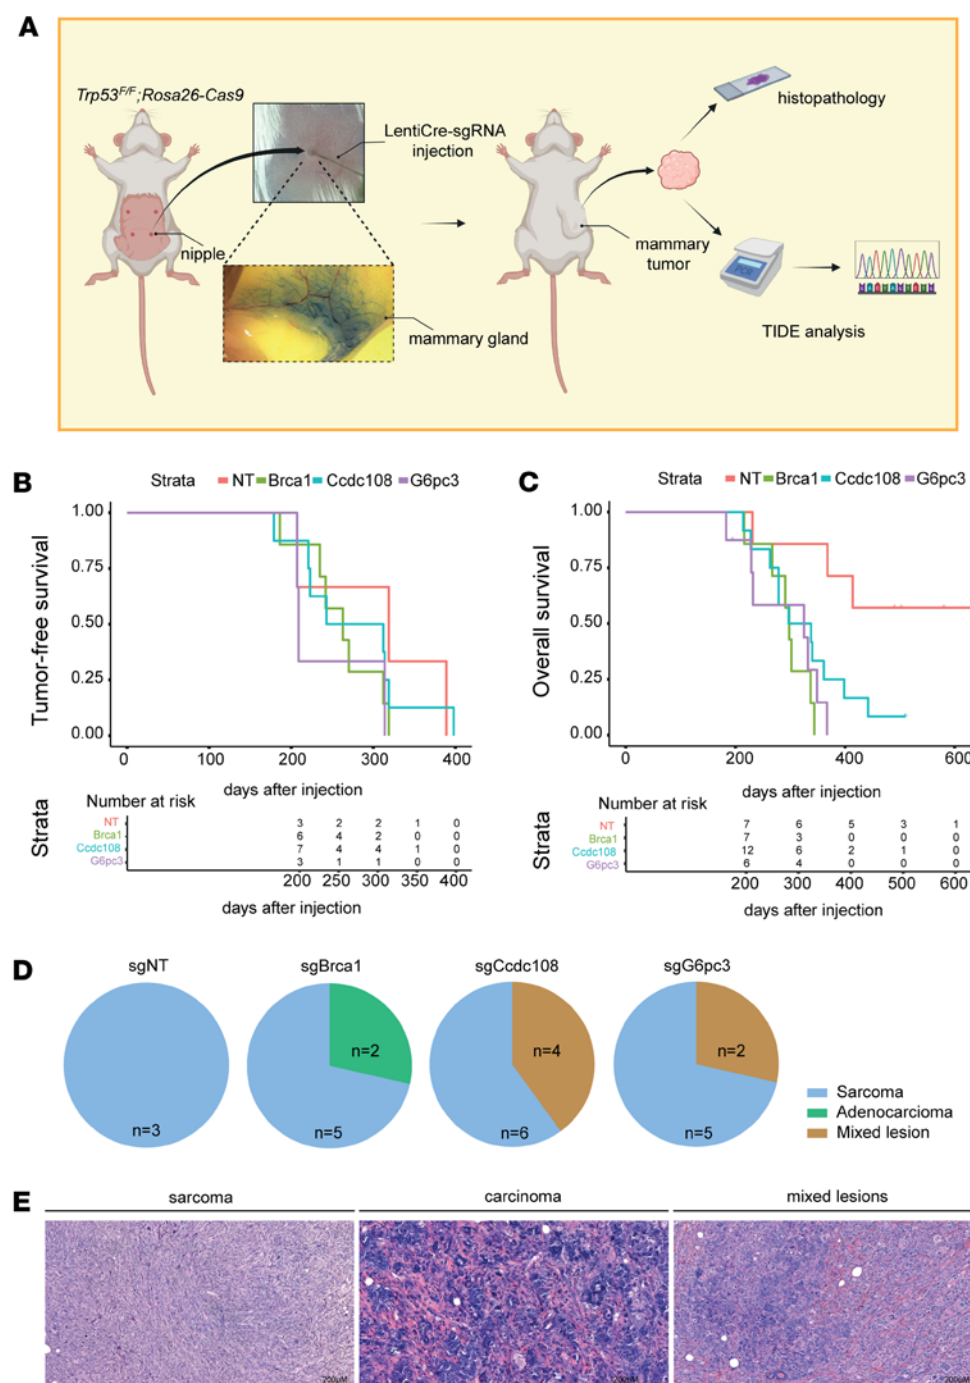 A
Trp53F/F;Rosa26-Cas9
LentiCre-sgRNA
injection
nipple
mammary gland
histopathology
mammary
tumor
PCR
TIDE analysis
B
Strata NT Brca1 Ccdc108 G6pc3
Tumor-free survival
1.00
0.75
0.50
0.25
0.00
0 200 300 400
days after injection
Number at risk
Strata
NT 3 2 2 1 0
Brca1 6 4 2 0 0
Ccdc108 7 4 4 1 0
G6pc3 3 1 1 0 0
200 250 300 350 400
days after injection
C
Strata NT Brca1 Ccdc108 G6pc3
Overall survival
1.00
0.75
0.50
0.25
0.00
0 200 400 600
days after injection
Number at risk
Strata
NT 7 6 5 3 1
Brca1 7 3 0 0 0
Ccdc108 12 6 2 1 0
G6pc3 6 4 0 0 0
200 300 400 500 600
days after injection
D
sgNT
n=3
sgBrca1
n=2
n=5
sgCcdc108
n=4
n=6
sgG6pc3
n=2
n=5
Sarcoma
Adenocarcioma
Mixed lesion
E
sarcoma
carcinoma
mixed lesions
200µM
200µM
200µM